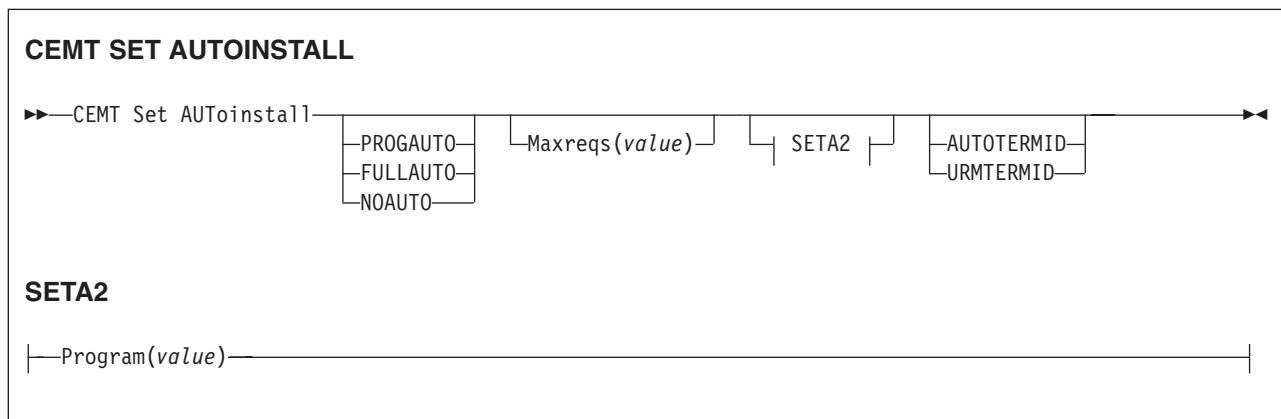 CEMT SET AUTOINSTALL
CEMT Set AUToinstall
PROGAUTO
FULLAUTO
NOAUTO
Maxreqs(value)
SETA2
AUTOTERMID
URMTERMID
SETA2
Program(value)